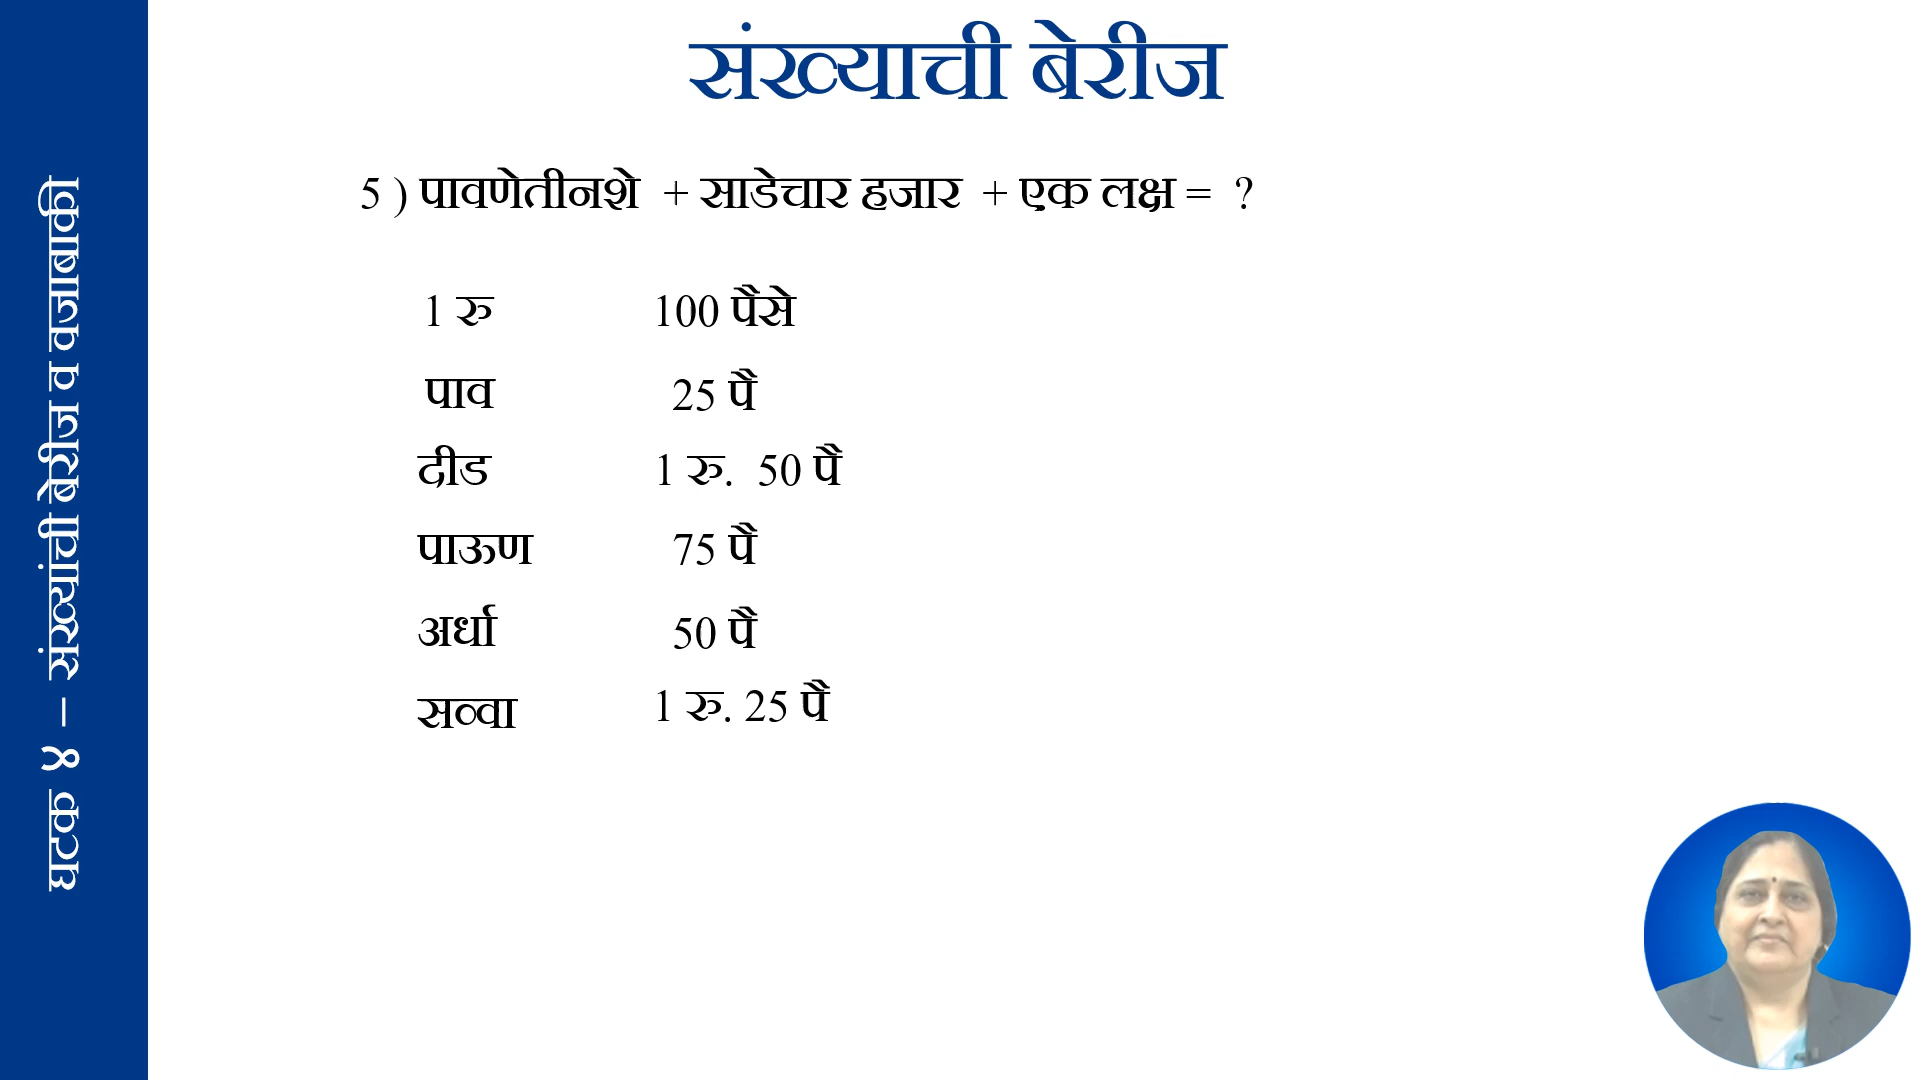 संख्याची बेरीज
घटक ४ – संख्यांची बेरीज व वजाबाकी
5 ) पावणेतीनशे + साडेचार हजार + एक लक्ष = ?
1 रु 100 पैसे
पाव 25 पै
दीड 1 रु. 50 पै
पाऊण 75 पै
अर्धा 50 पै
सव्वा 1 रु. 25 पै